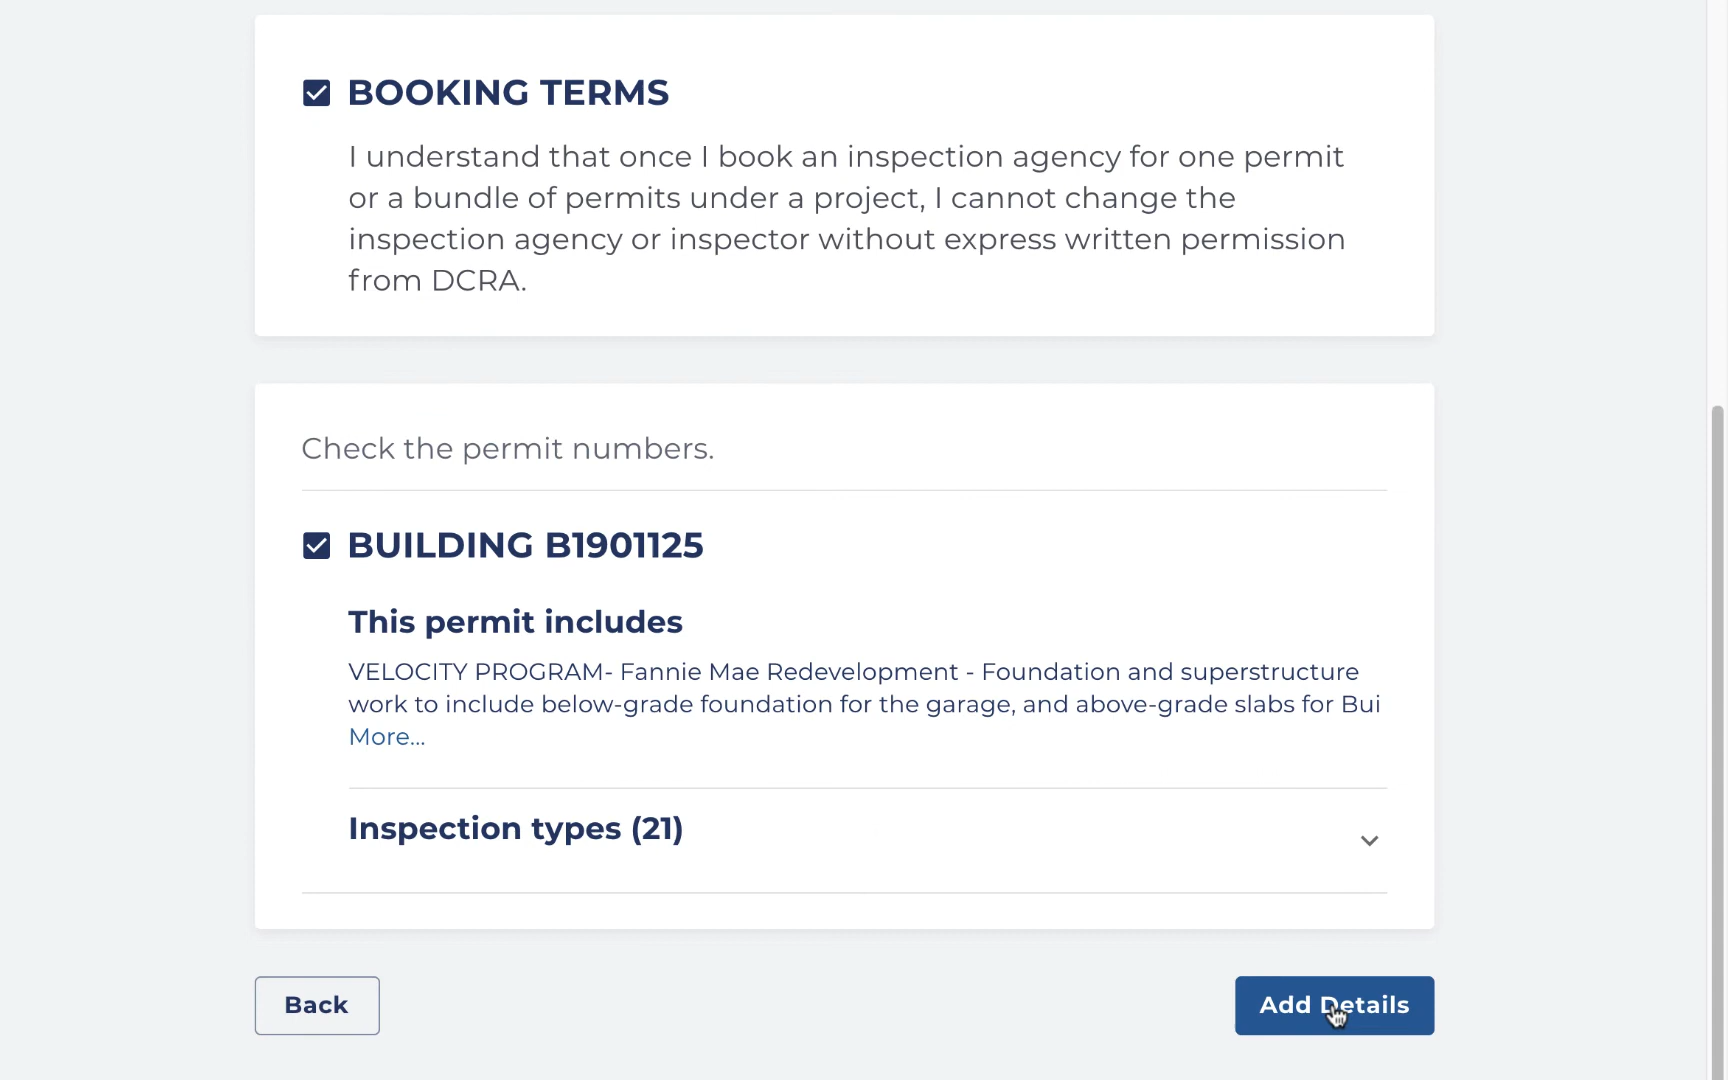 BOOKING TERMS
I understand that once I book an inspection agency for one permit
or a bundle of permits under a project, I cannot change the
inspection agency or inspector without express written permission
from DCRA.
Check the permit numbers.
BUILDING B1901125
This permit includes
VELOCITY PROGRAM- Fannie Mae Redevelopment - Foundation and superstructure
work to include below-grade foundation for the garage, and above-grade slabs for Bui
More...
Inspection types (21)
Back
Add Details